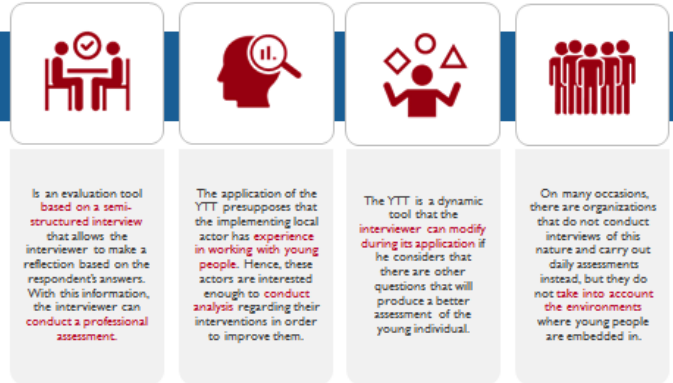 Is an evaluation tool
based on a semi-
structured interview
that allows the
interviewer to make a
reflection based on the
respondent's answers.
With this information,
the interviewer can
conduct a professional
assessment.
The application of the
YTT presupposes that
the implementing local
actor has experience
in working with young
people. Hence, these
actors are interested
enough to conduct
analysis regarding their
interventions in order
to improve them.
The YTT is a dynamic
tool that the
interviewer can modify
during its application if
he considers that
there are other
questions that will
produce a better
assessment of the
young individual.
On many occasions,
there are organizations
that do not conduct
interviews of this
nature and carry out
daily assessments
instead, but they do
not take into account
the environments
where young people
are embedded in.